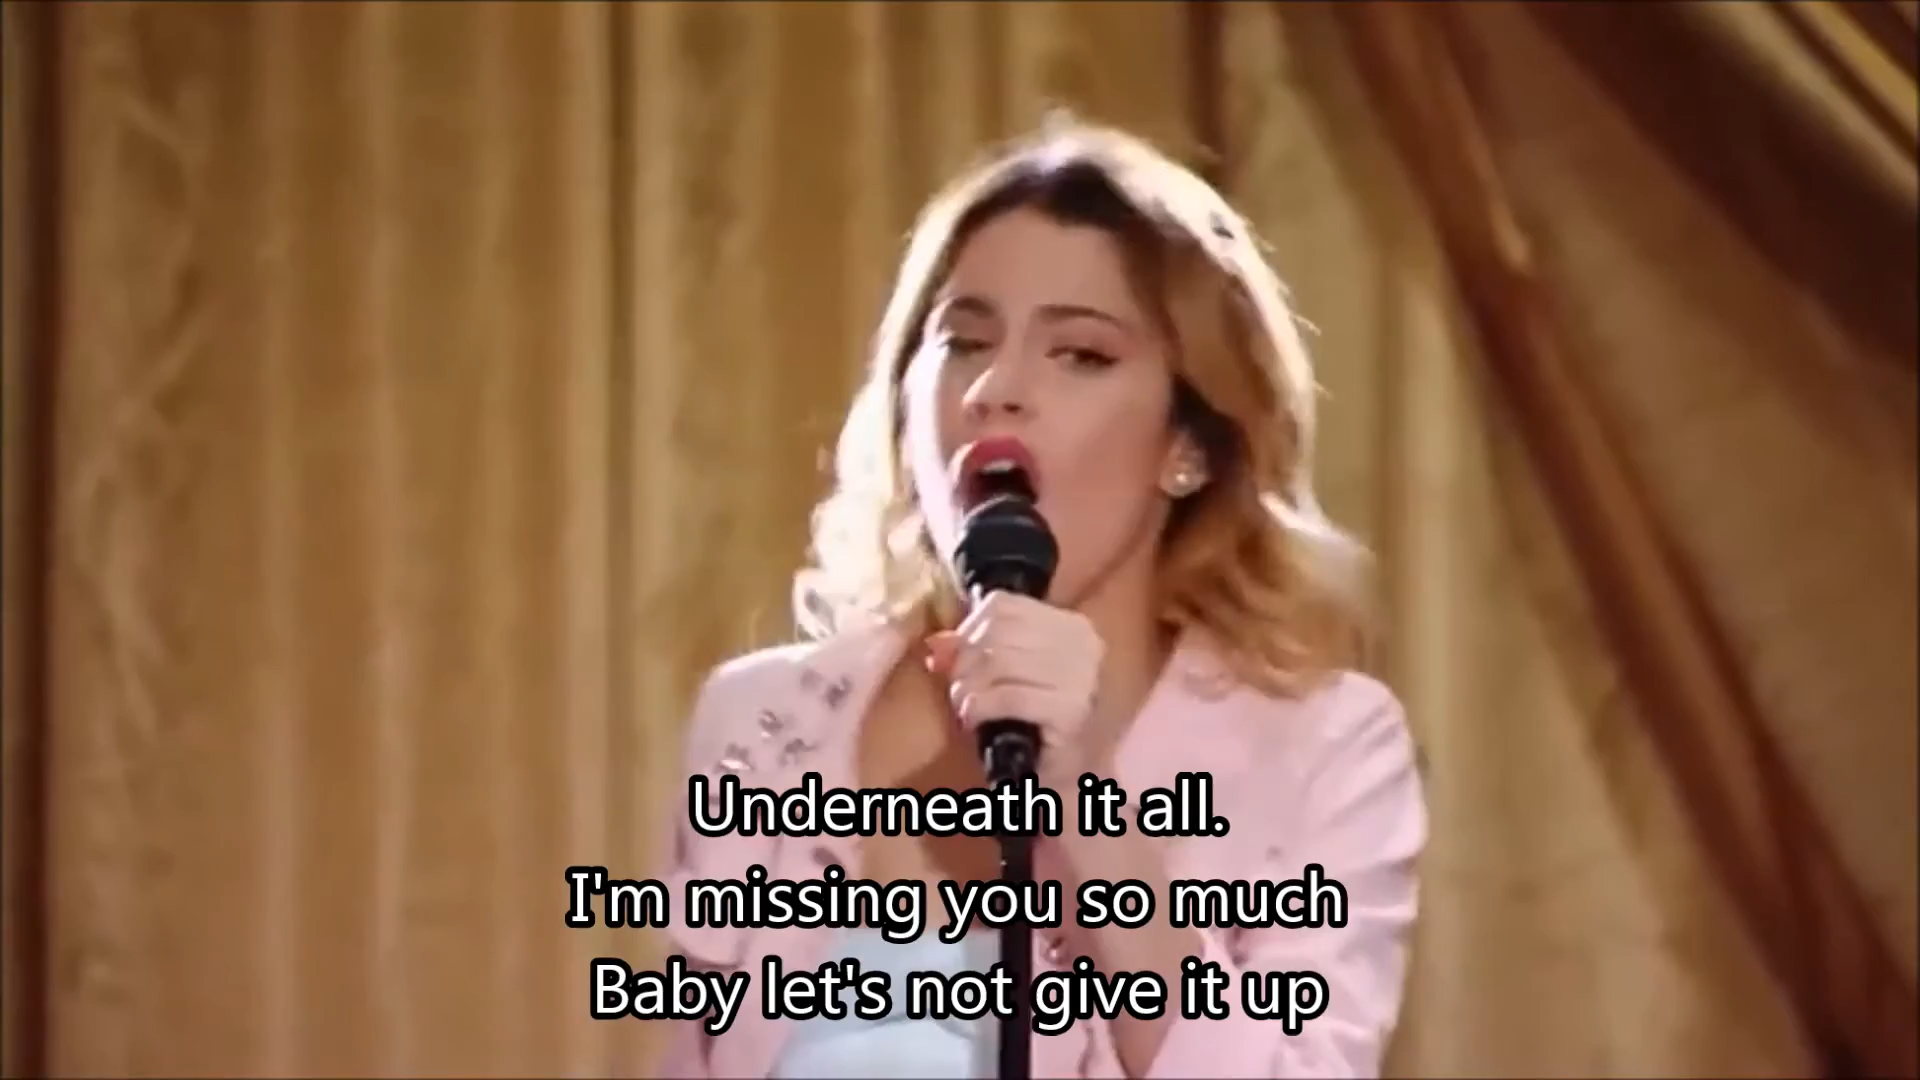 Underneath it all.
I'm missing you so much
Baby let's not give it up